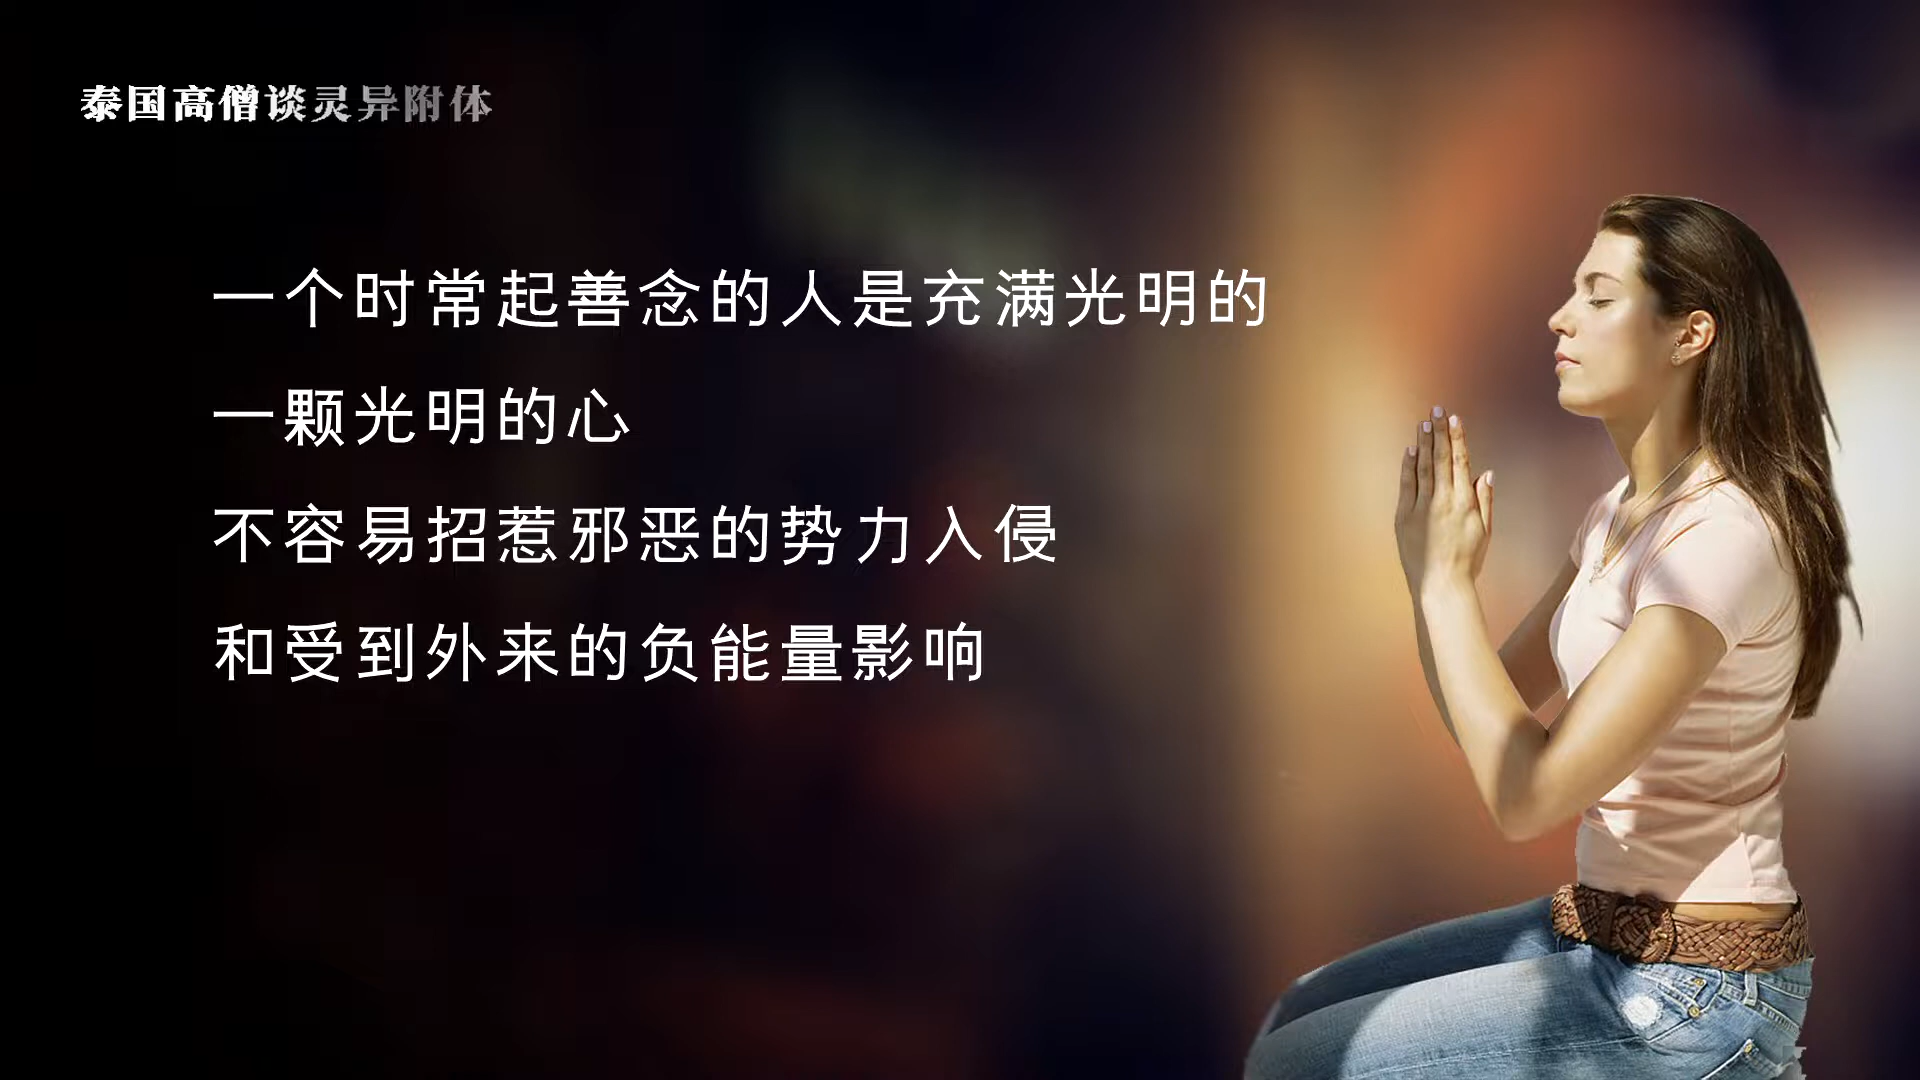 泰国高僧谈灵异附体
一个时常起善念的人是充满光明的
一颗光明的心
不容易招惹邪恶的势力入侵
和受到外来的负能量影响